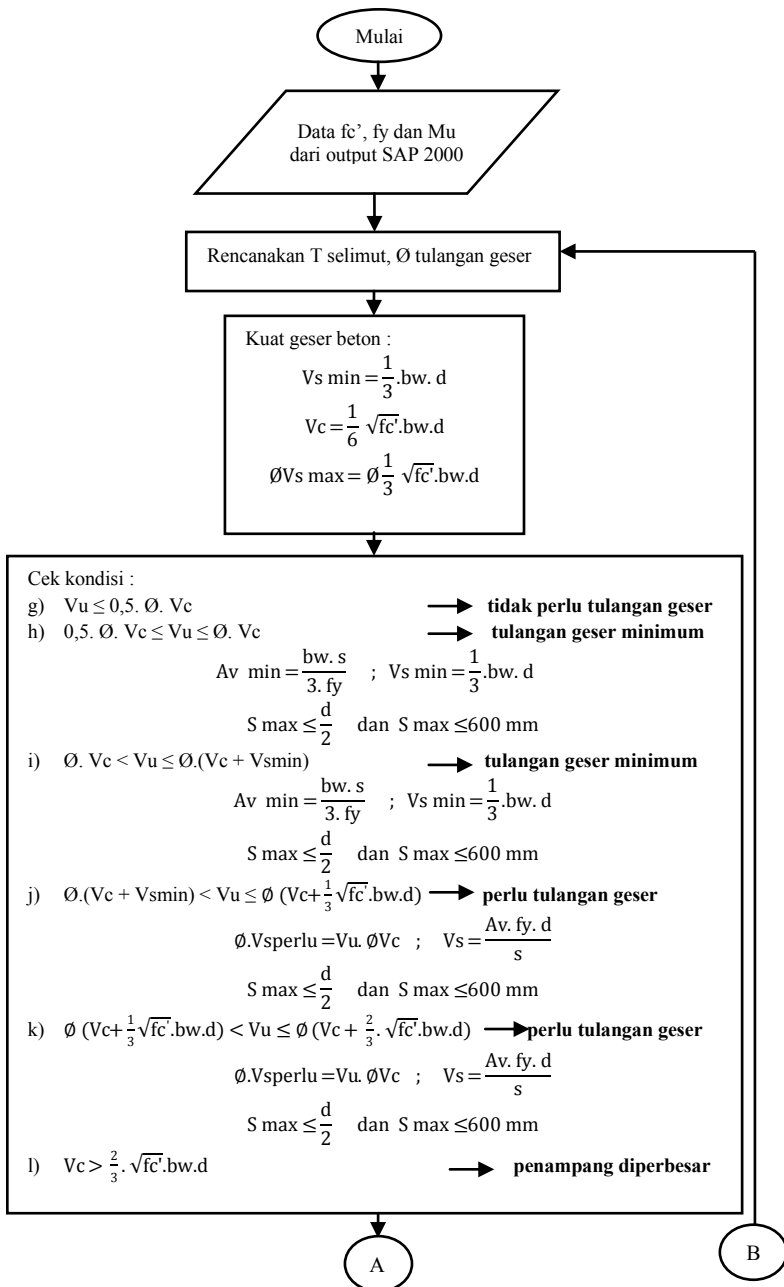 Mulai
Data fc’, fy dan Mu
dari output SAP 2000
Rencanakan T selimut, Ø tulangan geser
Kuat geser beton :
Vs min = 1/3 .bw. d
Vc = 1/6 √fc'.bw.d
ØVs max = Ø 1/3 √fc'.bw.d
Cek kondisi :
g) Vu ≤ 0,5. Ø. Vc → tidak perlu tulangan geser
h) 0,5. Ø. Vc ≤ Vu ≤ Ø. Vc → tulangan geser minimum
Av min = bw. s / 3. fy ; Vs min = 1/3 .bw. d
S max ≤ d/2 dan S max ≤600 mm
i) Ø. Vc < Vu ≤ Ø.(Vc + Vsmin) → tulangan geser minimum
Av min = bw. s / 3. fy ; Vs min = 1/3 .bw. d
S max ≤ d/2 dan S max ≤600 mm
j) Ø.(Vc + Vsmin) < Vu ≤ Ø (Vc+ 1/3 √fc'.bw.d) → perlu tulangan geser
Ø.Vsperlu =Vu. ØVc ; Vs = Av. fy. d / s
S max ≤ d/2 dan S max ≤600 mm
k) Ø (Vc+ 1/3 √fc'.bw.d) < Vu ≤ Ø (Vc + 2/3 . √fc'.bw.d) → perlu tulangan geser
Ø.Vsperlu =Vu. ØVc ; Vs = Av. fy. d / s
S max ≤ d/2 dan S max ≤600 mm
l) Vc > 2/3 . √fc'.bw.d → penampang diperbesar
A
B